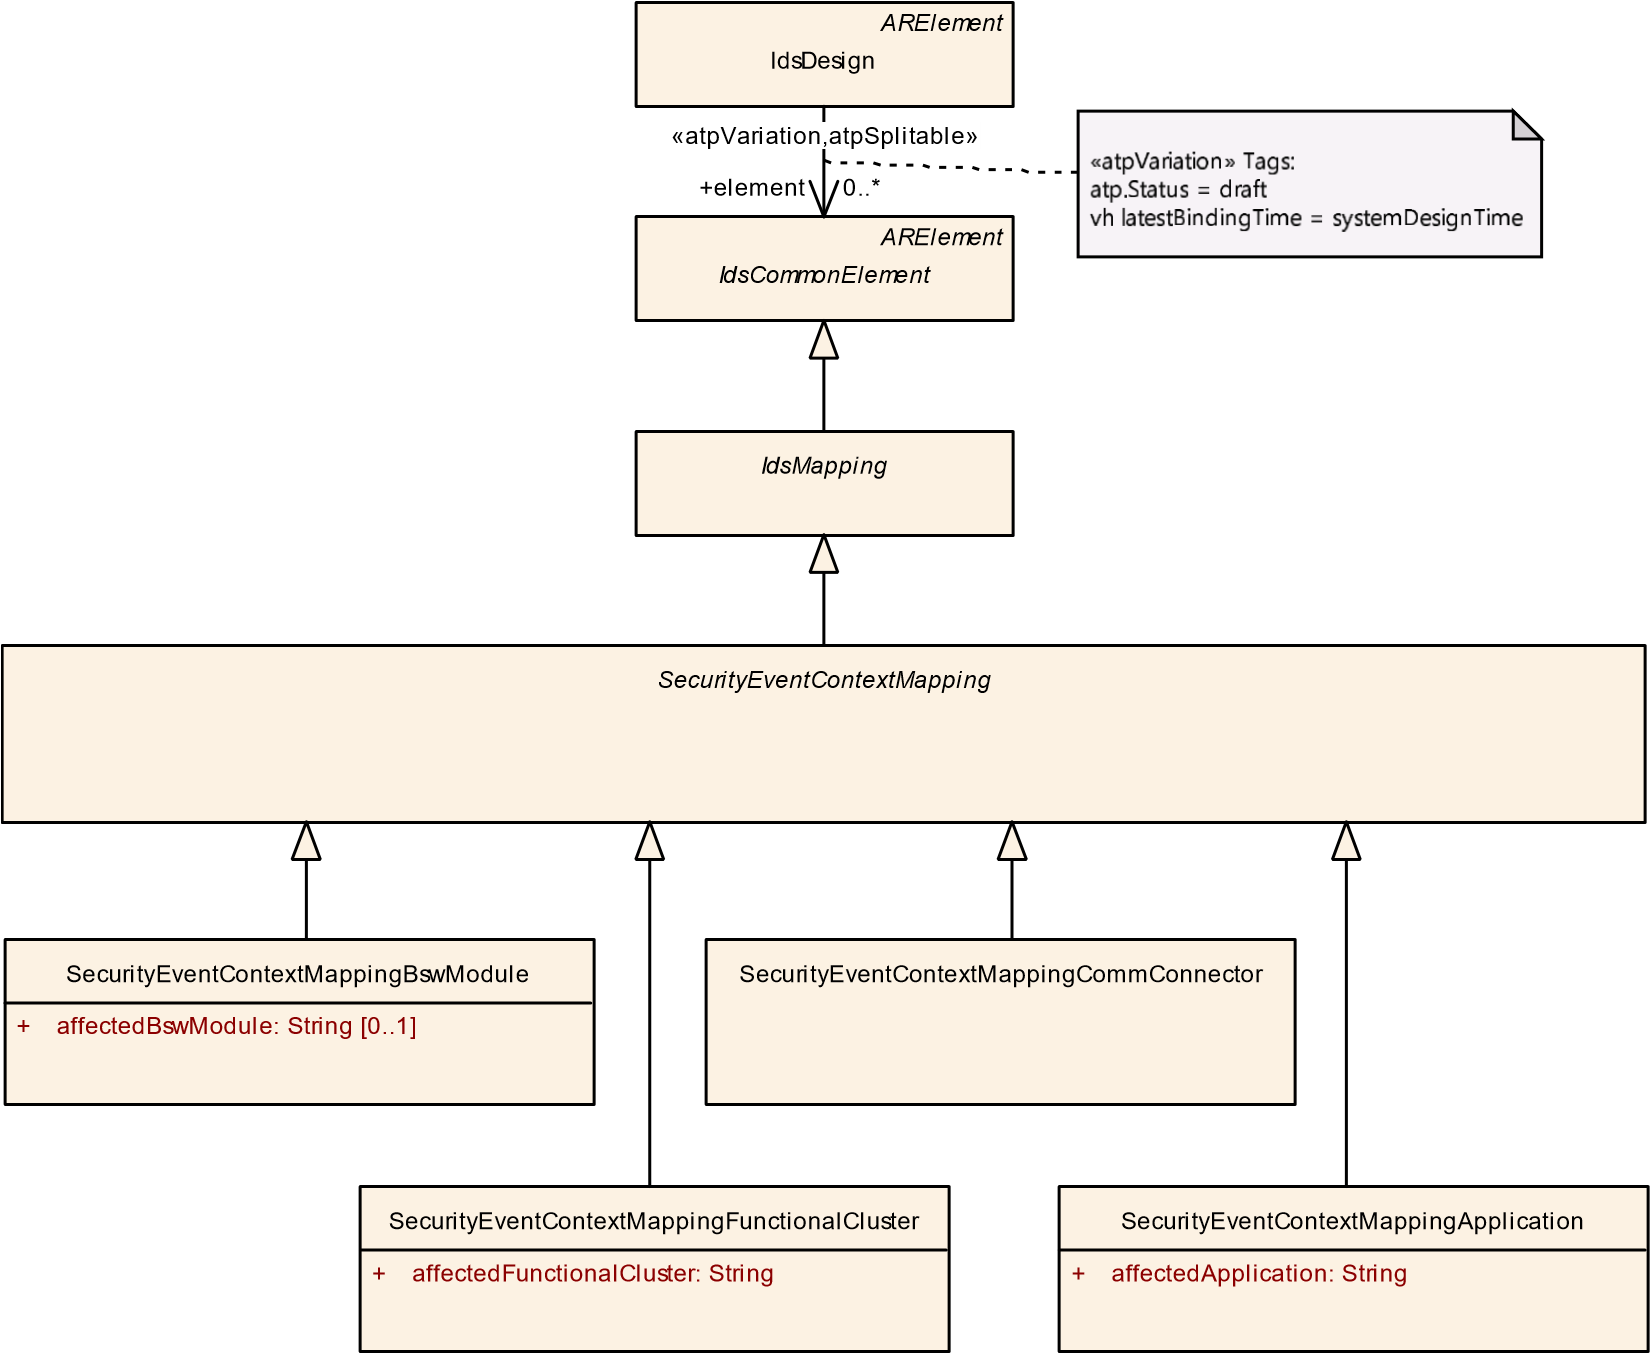 ARElement
IdsDesign
«atpVariation,atpSplitable»
+element 0..*
«atpVariation» Tags:
atp.Status = draft
vh latestBindingTime = systemDesignTime
ARElement
IdsCommonElement
IdsMapping
SecurityEventContextMapping
SecurityEventContextMappingBswModule
+ affectedBswModule: String [0..1]
SecurityEventContextMappingCommConnector
SecurityEventContextMappingFunctionalCluster
+ affectedFunctionalCluster: String
SecurityEventContextMappingApplication
+ affectedApplication: String